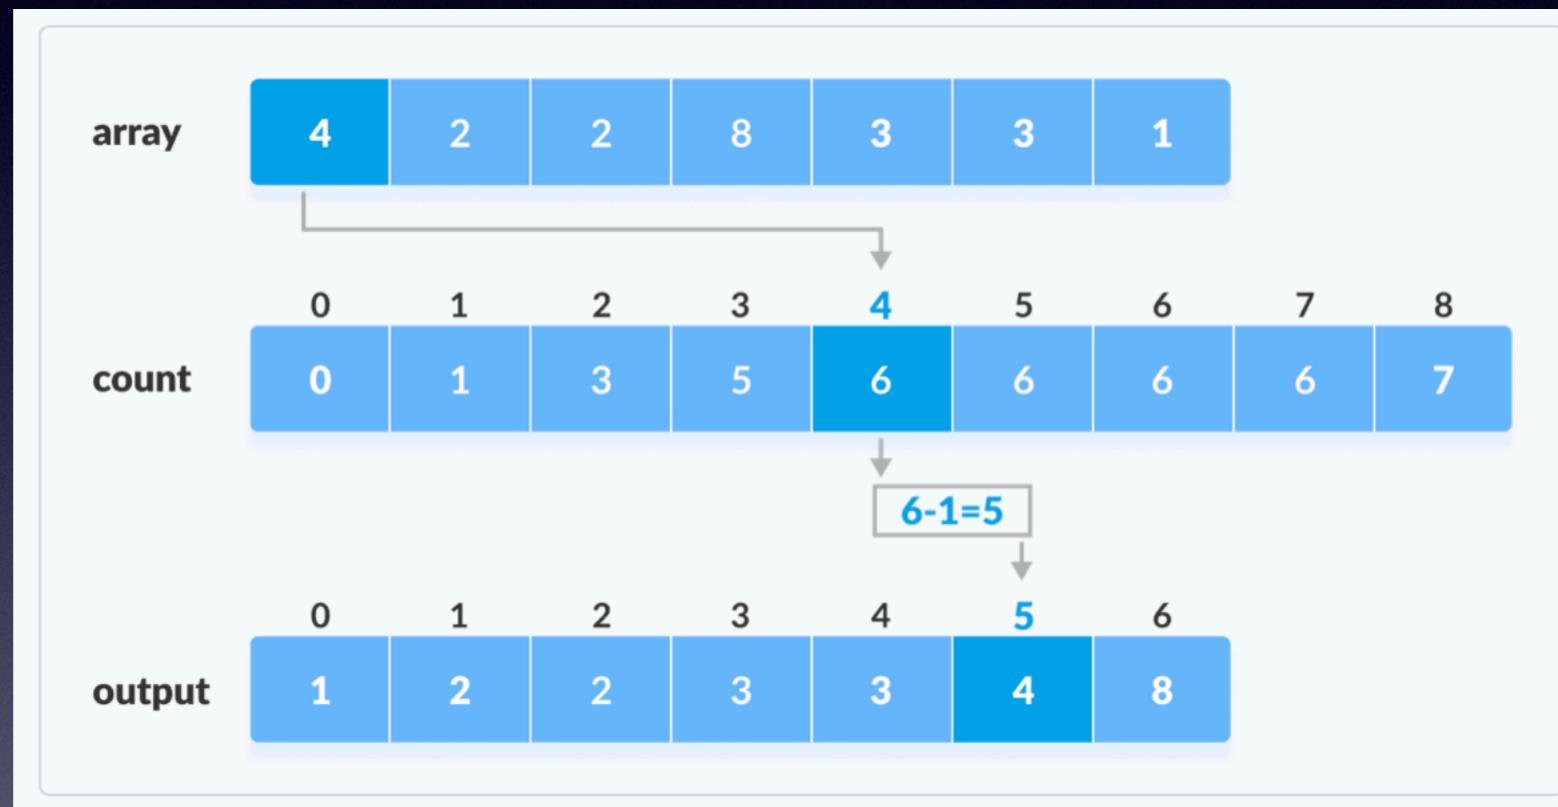 array 4 2 2 8 3 3 1
0 1 2 3 4 5 6 7 8
count 0 1 3 5 6 6 6 6 7
6-1=5
0 1 2 3 4 5 6
output 1 2 2 3 3 4 8